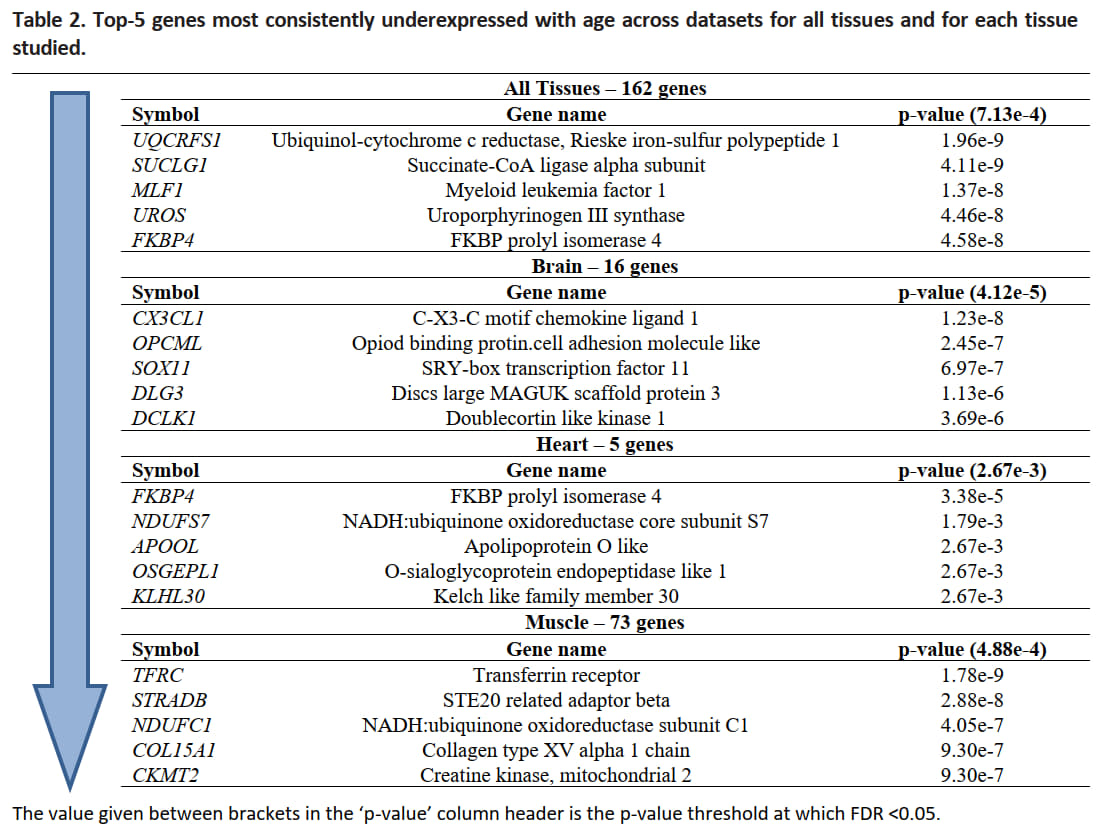 Table 2. Top-5 genes most consistently underexpressed with age across datasets for all tissues and for each tissue
studied.
All Tissues – 162 genes
Symbol Gene name p-value (7.13e-4)
UQCRFS1 Ubiquinol-cytochrome c reductase, Rieske iron-sulfur polypeptide 1 1.96e-9
SUCLG1 Succinate-CoA ligase alpha subunit 4.11e-9
MLF1 Myeloid leukemia factor 1 1.37e-8
UROS Uroporphyrinogen III synthase 4.46e-8
FKBP4 FKBP prolyl isomerase 4 4.58e-8
Brain – 16 genes
Symbol Gene name p-value (4.12e-5)
CX3CL1 C-X3-C motif chemokine ligand 1 1.23e-8
OPCML Opiod binding protin.cell adhesion molecule like 2.45e-7
SOX11 SRY-box transcription factor 11 6.97e-7
DLG3 Discs large MAGUK scaffold protein 3 1.13e-6
DCLK1 Doublecortin like kinase 1 3.69e-6
Heart – 5 genes
Symbol Gene name p-value (2.67e-3)
FKBP4 FKBP prolyl isomerase 4 3.38e-5
NDUFS7 NADH:ubiquinone oxidoreductase core subunit S7 1.79e-3
APOOL Apolipoprotein O like 2.67e-3
OSGEPL1 O-sialoglycoprotein endopeptidase like 1 2.67e-3
KLHL30 Kelch like family member 30 2.67e-3
Muscle – 73 genes
Symbol Gene name p-value (4.88e-4)
TFRC Transferrin receptor 1.78e-9
STRADB STE20 related adaptor beta 2.88e-8
NDUFC1 NADH:ubiquinone oxidoreductase subunit C1 4.05e-7
COL15A1 Collagen type XV alpha 1 chain 9.30e-7
CKMT2 Creatine kinase, mitochondrial 2 9.30e-7
The value given between brackets in the ‘p-value’ column header is the p-value threshold at which FDR <0.05.